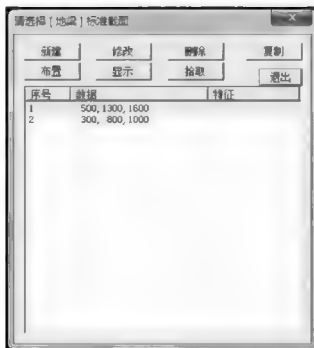 请选择[地梁]标准截面
新建 修改 删除 复制
布置 显示 拾取 退出
序号 数据 特征
1 500,1300,1600
2 300, 800,1000